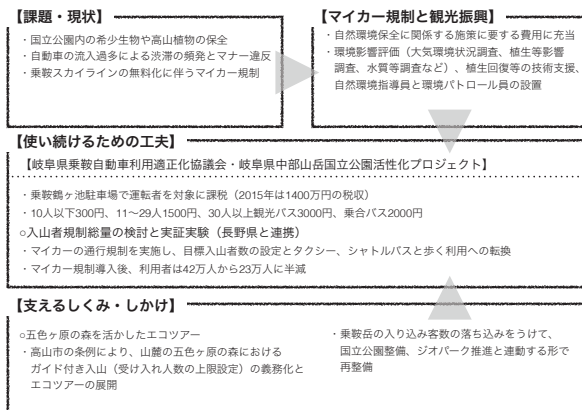 【課題・現状】
・国立公園内の希少生物や高山植物の保全
・自動車の流入過多による渋滞の頻発とマナー違反
・乗鞍スカイラインの無料化に伴うマイカー規制
【マイカー規制と観光振興】
・自然環境保全に関係する施策に要する費用に充当
・環境影響評価（大気環境状況調査、植生等影響
調査、水質等調査など）、植生回復等の技術支援、
自然環境指導員と環境パトロール員の設置
【使い続けるための工夫】
【岐阜県乗鞍自動車利用適正化協議会・岐阜県中部山岳国立公園活性化プロジェクト】
・乗鞍鶴ヶ池駐車場で運転者を対象に課税（2015年は1400万円の税収）
・10人以下300円、11〜29人1500円、30人以上観光バス3000円、乗合バス2000円
○入山者規制総量の検討と実証実験（長野県と連携）
・マイカーの通行規制を実施し、目標入山者数の設定とタクシー、シャトルバスと歩く利用への転換
・マイカー規制導入後、利用者は42万人から23万人に半減
【支えるしくみ・しかけ】
○五色ヶ原の森を活かしたエコツアー
・高山市の条例により、山麓の五色ヶ原の森における
ガイド付き入山（受け入れ人数の上限設定）の義務化と
エコツアーの展開
・乗鞍岳の入り込み客数の落ち込みをうけて、
国立公園整備、ジオパーク推進と連動する形で
再整備